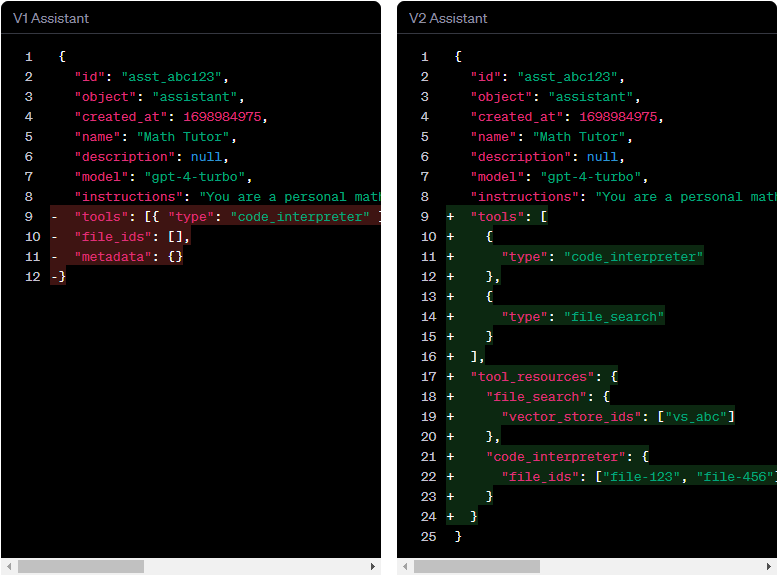 V1 Assistant
1 {
2 "id": "asst_abc123",
3 "object": "assistant",
4 "created_at": 1698984975,
5 "name": "Math Tutor",
6 "description": null,
7 "model": "gpt-4-turbo",
8 "instructions": "You are a personal mat
9 - "tools": [{ "type": "code_interpreter" ]
10 - "file_ids": [],
11 - "metadata": {}
12 -}
V2 Assistant
1 {
2 "id": "asst_abc123",
3 "object": "assistant",
4 "created_at": 1698984975,
5 "name": "Math Tutor",
6 "description": null,
7 "model": "gpt-4-turbo",
8 "instructions": "You are a personal mat
9 + "tools": [
10 + {
11 + "type": "code_interpreter"
12 + },
13 + {
14 + "type": "file_search"
15 + }
16 + ],
17 + "tool_resources": {
18 + "file_search": {
19 + "vector_store_ids": ["vs_abc"]
20 + },
21 + "code_interpreter": {
22 + "file_ids": ["file-123", "file-456"]
23 + }
24 + }
25 }